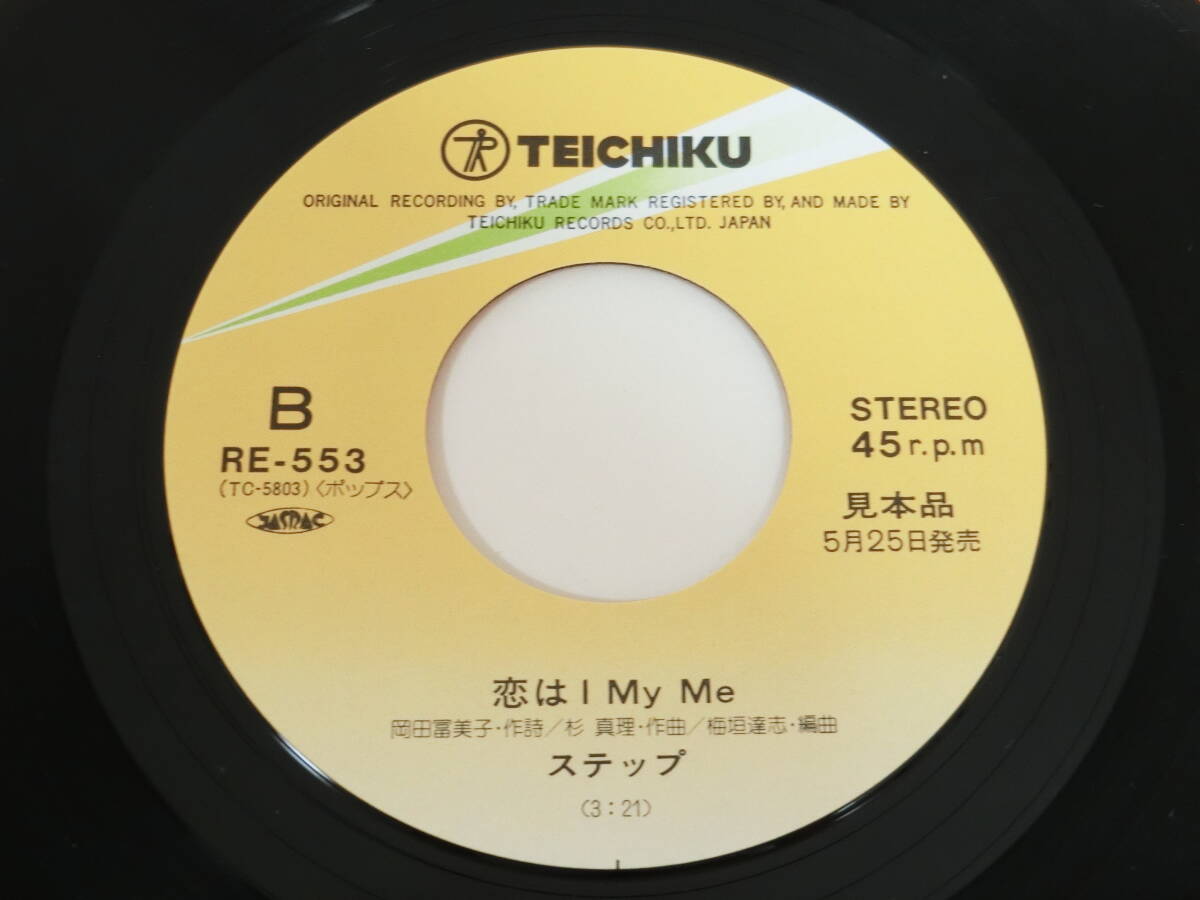 TEICHIKU
ORIGINAL RECORDING BY, TRADE MARK REGISTERED BY, AND MADE BY
TEICHIKU RECORDS CO.,LTD. JAPAN
B
RE-553
(TC-5803)〈ポップス〉
JASRAC
STEREO
45 r.p.m
見本品
5月25日発売
恋は I My Me
岡田冨美子・作詩/杉 真理・作曲/梅垣達志・編曲
ステップ
(3:21)